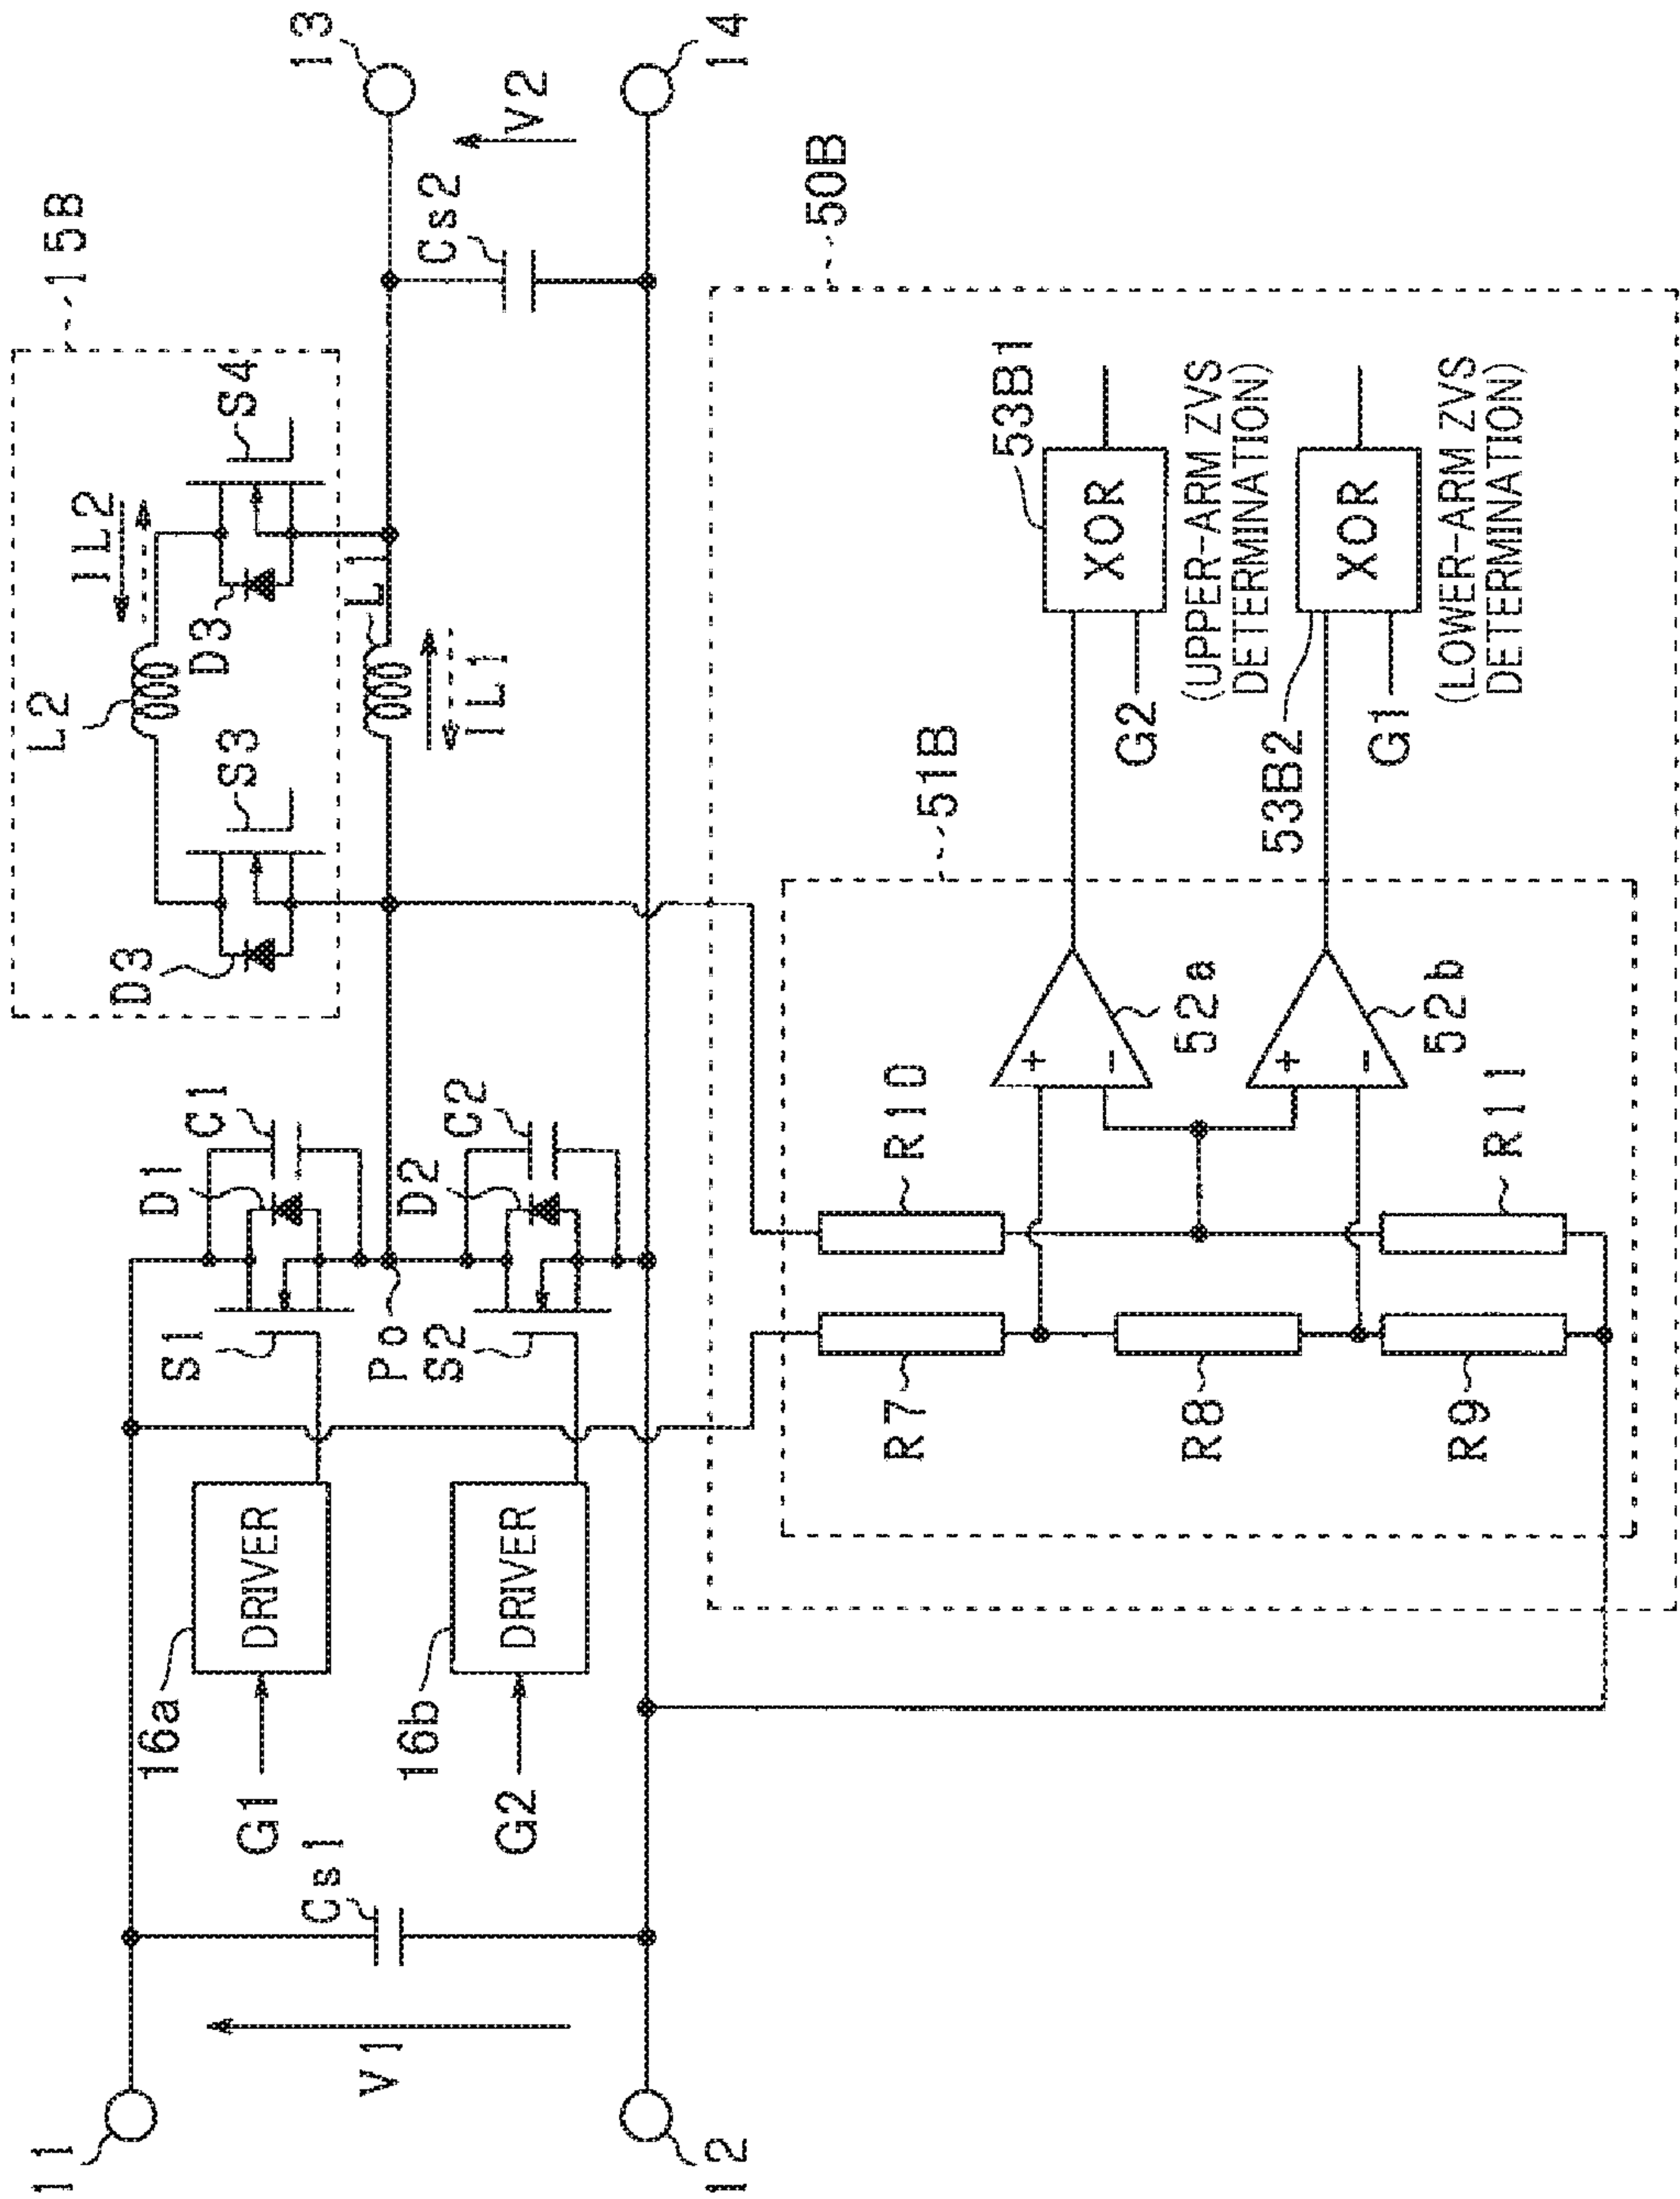 15B
L2
IL2
S3
S4
D3
D3
L1
IL1
13
14
V2
Cs2
11
12
V1
Cs1
16a
DRIVER
G1
16b
DRIVER
G2
S1
D1
C1
Po
S2
D2
C2
50B
51B
R7
R8
R9
R10
R11
+
-
52a
+
-
52b
53B1
XOR
G2
(UPPER-ARM ZVS
DETERMINATION)
53B2
XOR
G1
(LOWER-ARM ZVS
DETERMINATION)